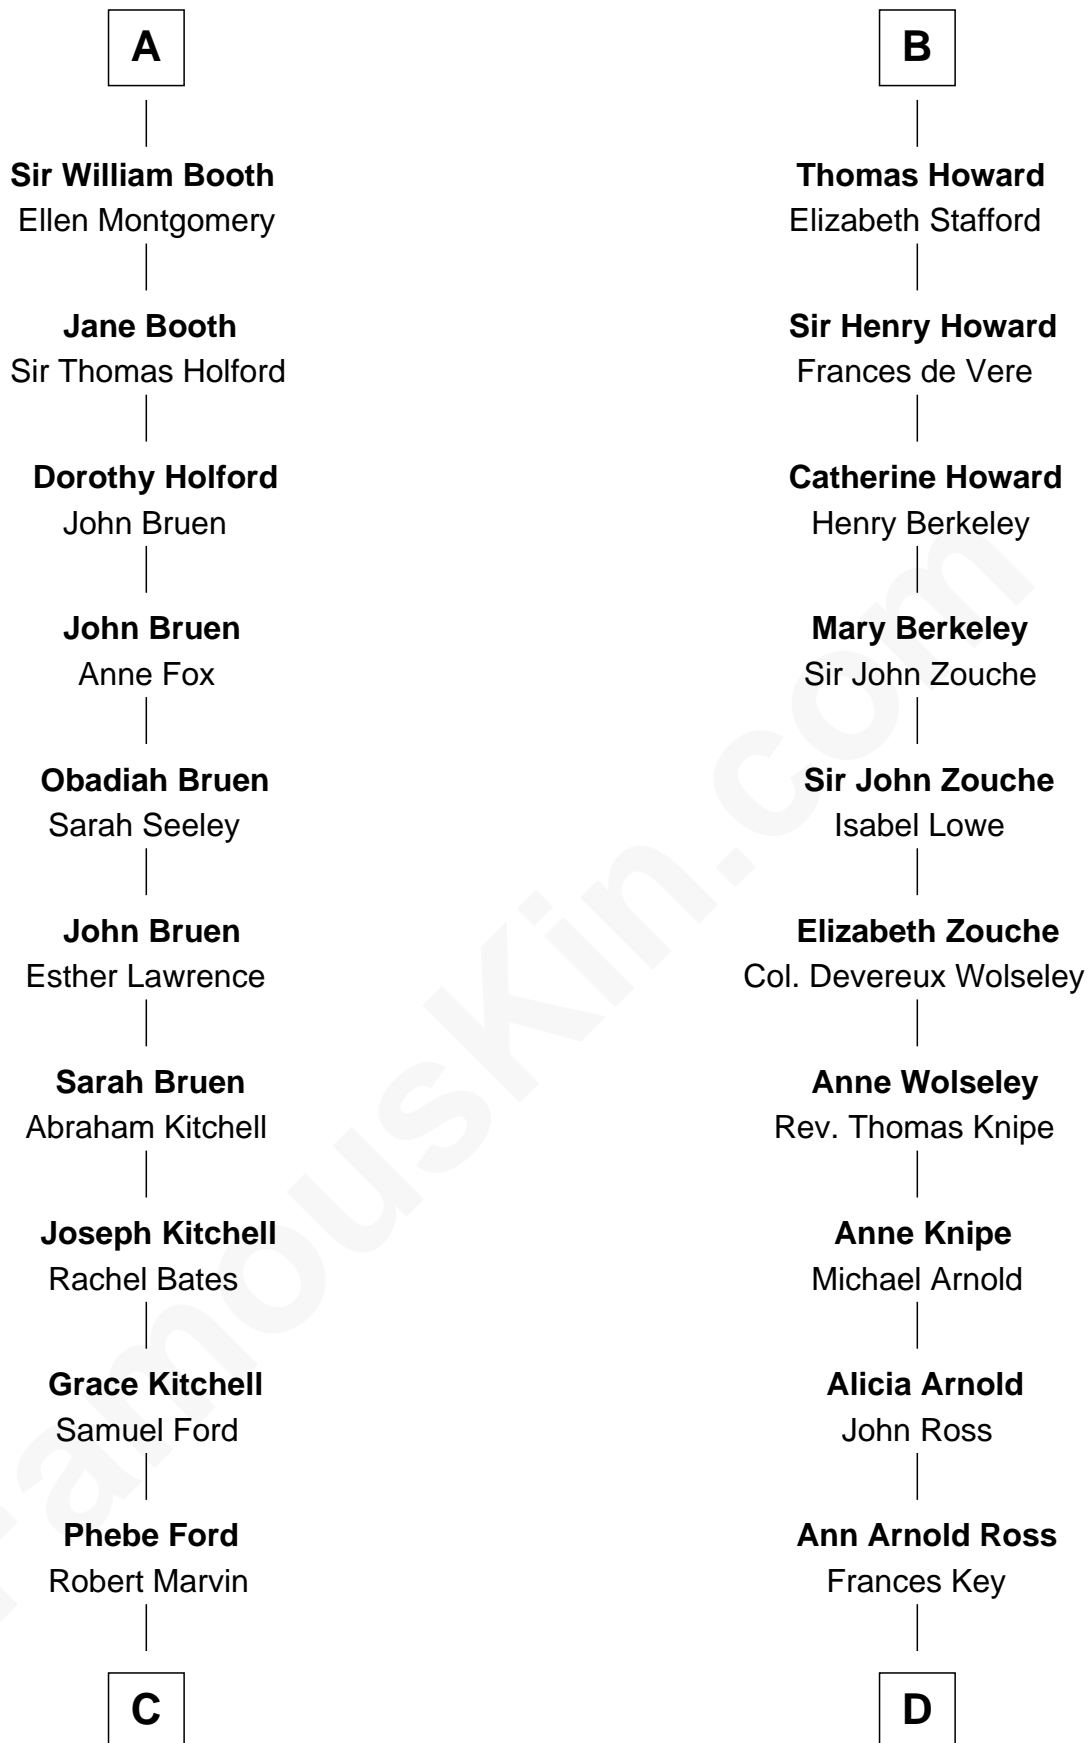 A
Sir William Booth
Ellen Montgomery
Jane Booth
Sir Thomas Holford
Dorothy Holford
John Bruen
John Bruen
Anne Fox
Obadiah Bruen
Sarah Seeley
John Bruen
Esther Lawrence
Sarah Bruen
Abraham Kitchell
Joseph Kitchell
Rachel Bates
Grace Kitchell
Samuel Ford
Phebe Ford
Robert Marvin
C
B
Thomas Howard
Elizabeth Stafford
Sir Henry Howard
Frances de Vere
Catherine Howard
Henry Berkeley
Mary Berkeley
Sir John Zouche
Sir John Zouche
Isabel Lowe
Elizabeth Zouche
Col. Devereux Wolseley
Anne Wolseley
Rev. Thomas Knipe
Anne Knipe
Michael Arnold
Alicia Arnold
John Ross
Ann Arnold Ross
Frances Key
D
FamousKin.com